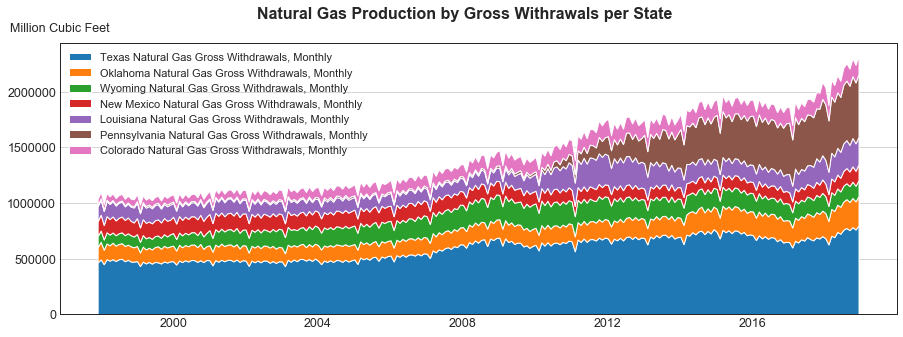 Natural Gas Production by Gross Withrawals per State
Million Cubic Feet
Texas Natural Gas Gross Withdrawals, Monthly
Oklahoma Natural Gas Gross Withdrawals, Monthly
Wyoming Natural Gas Gross Withdrawals, Monthly
New Mexico Natural Gas Gross Withdrawals, Monthly
Louisiana Natural Gas Gross Withdrawals, Monthly
Pennsylvania Natural Gas Gross Withdrawals, Monthly
Colorado Natural Gas Gross Withdrawals, Monthly
2000000
1500000
1000000
500000
0
2000 2004 2008 2012 2016